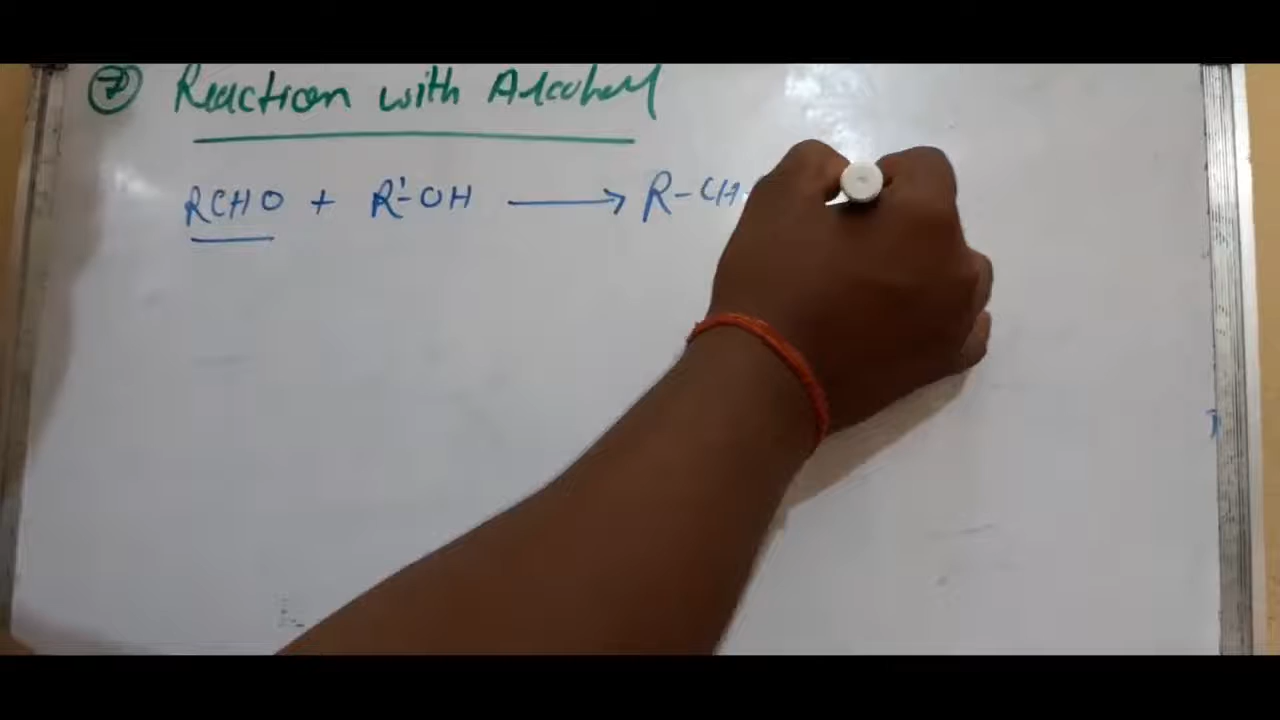 ⑦ Reaction with Alcohol
RCHO + R'-OH ⟶ R-CH-